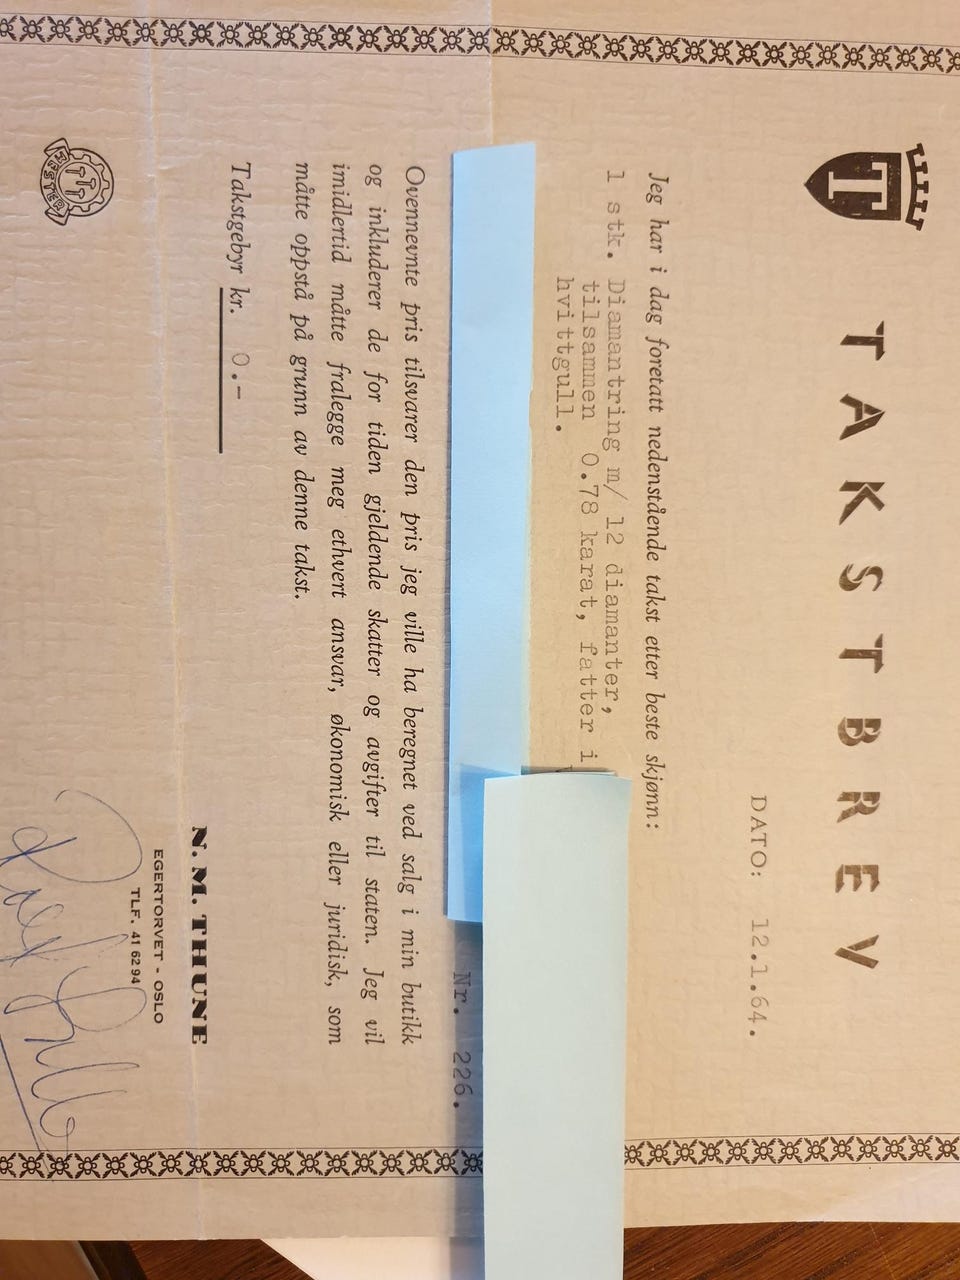 TAKSTBREV
DATO: 12.1.64.
Jeg har i dag foretatt nedenstående takst etter beste skjønn:
1 stk. Diamantring m/ 12 diamanter,
tilsammen 0.78 karat, fatter i
hvittgull.
Nr. 226.
Ovennevnte pris tilsvarer den pris jeg ville ha beregnet ved salg i min butikk
og inkluderer de for tiden gjeldende skatter og avgifter til staten. Jeg vil
imidlertid måtte fralegge meg ethvert ansvar, økonomisk eller juridisk, som
måtte oppstå på grunn av denne takst.
Takstgebyr kr. 0.-
N. M. THUNE
EGERTORVET - OSLO
TLF. 41 62 94
MESTER